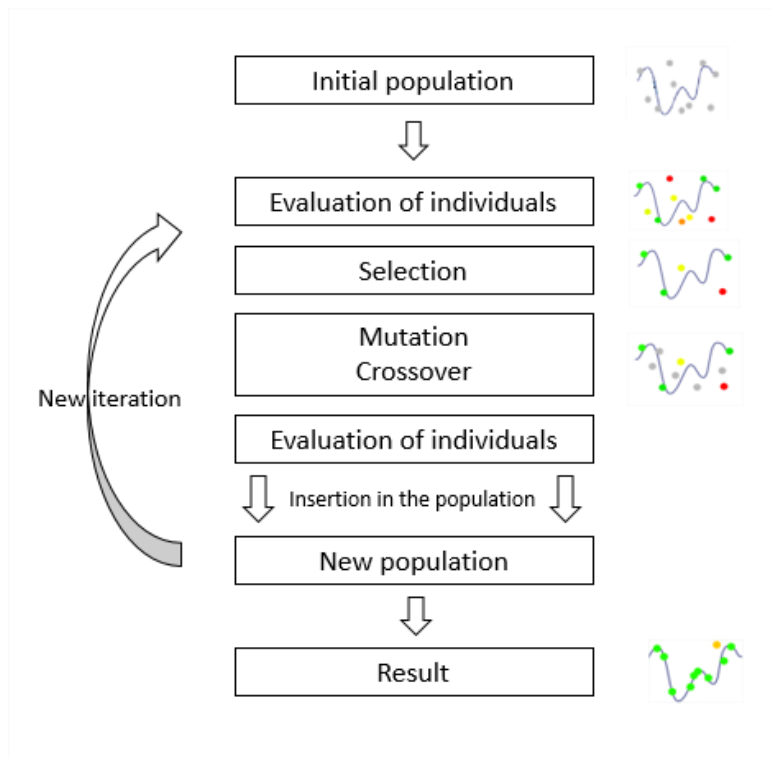 Initial population
Evaluation of individuals
Selection
Mutation
Crossover
New iteration
Evaluation of individuals
Insertion in the population
New population
Result